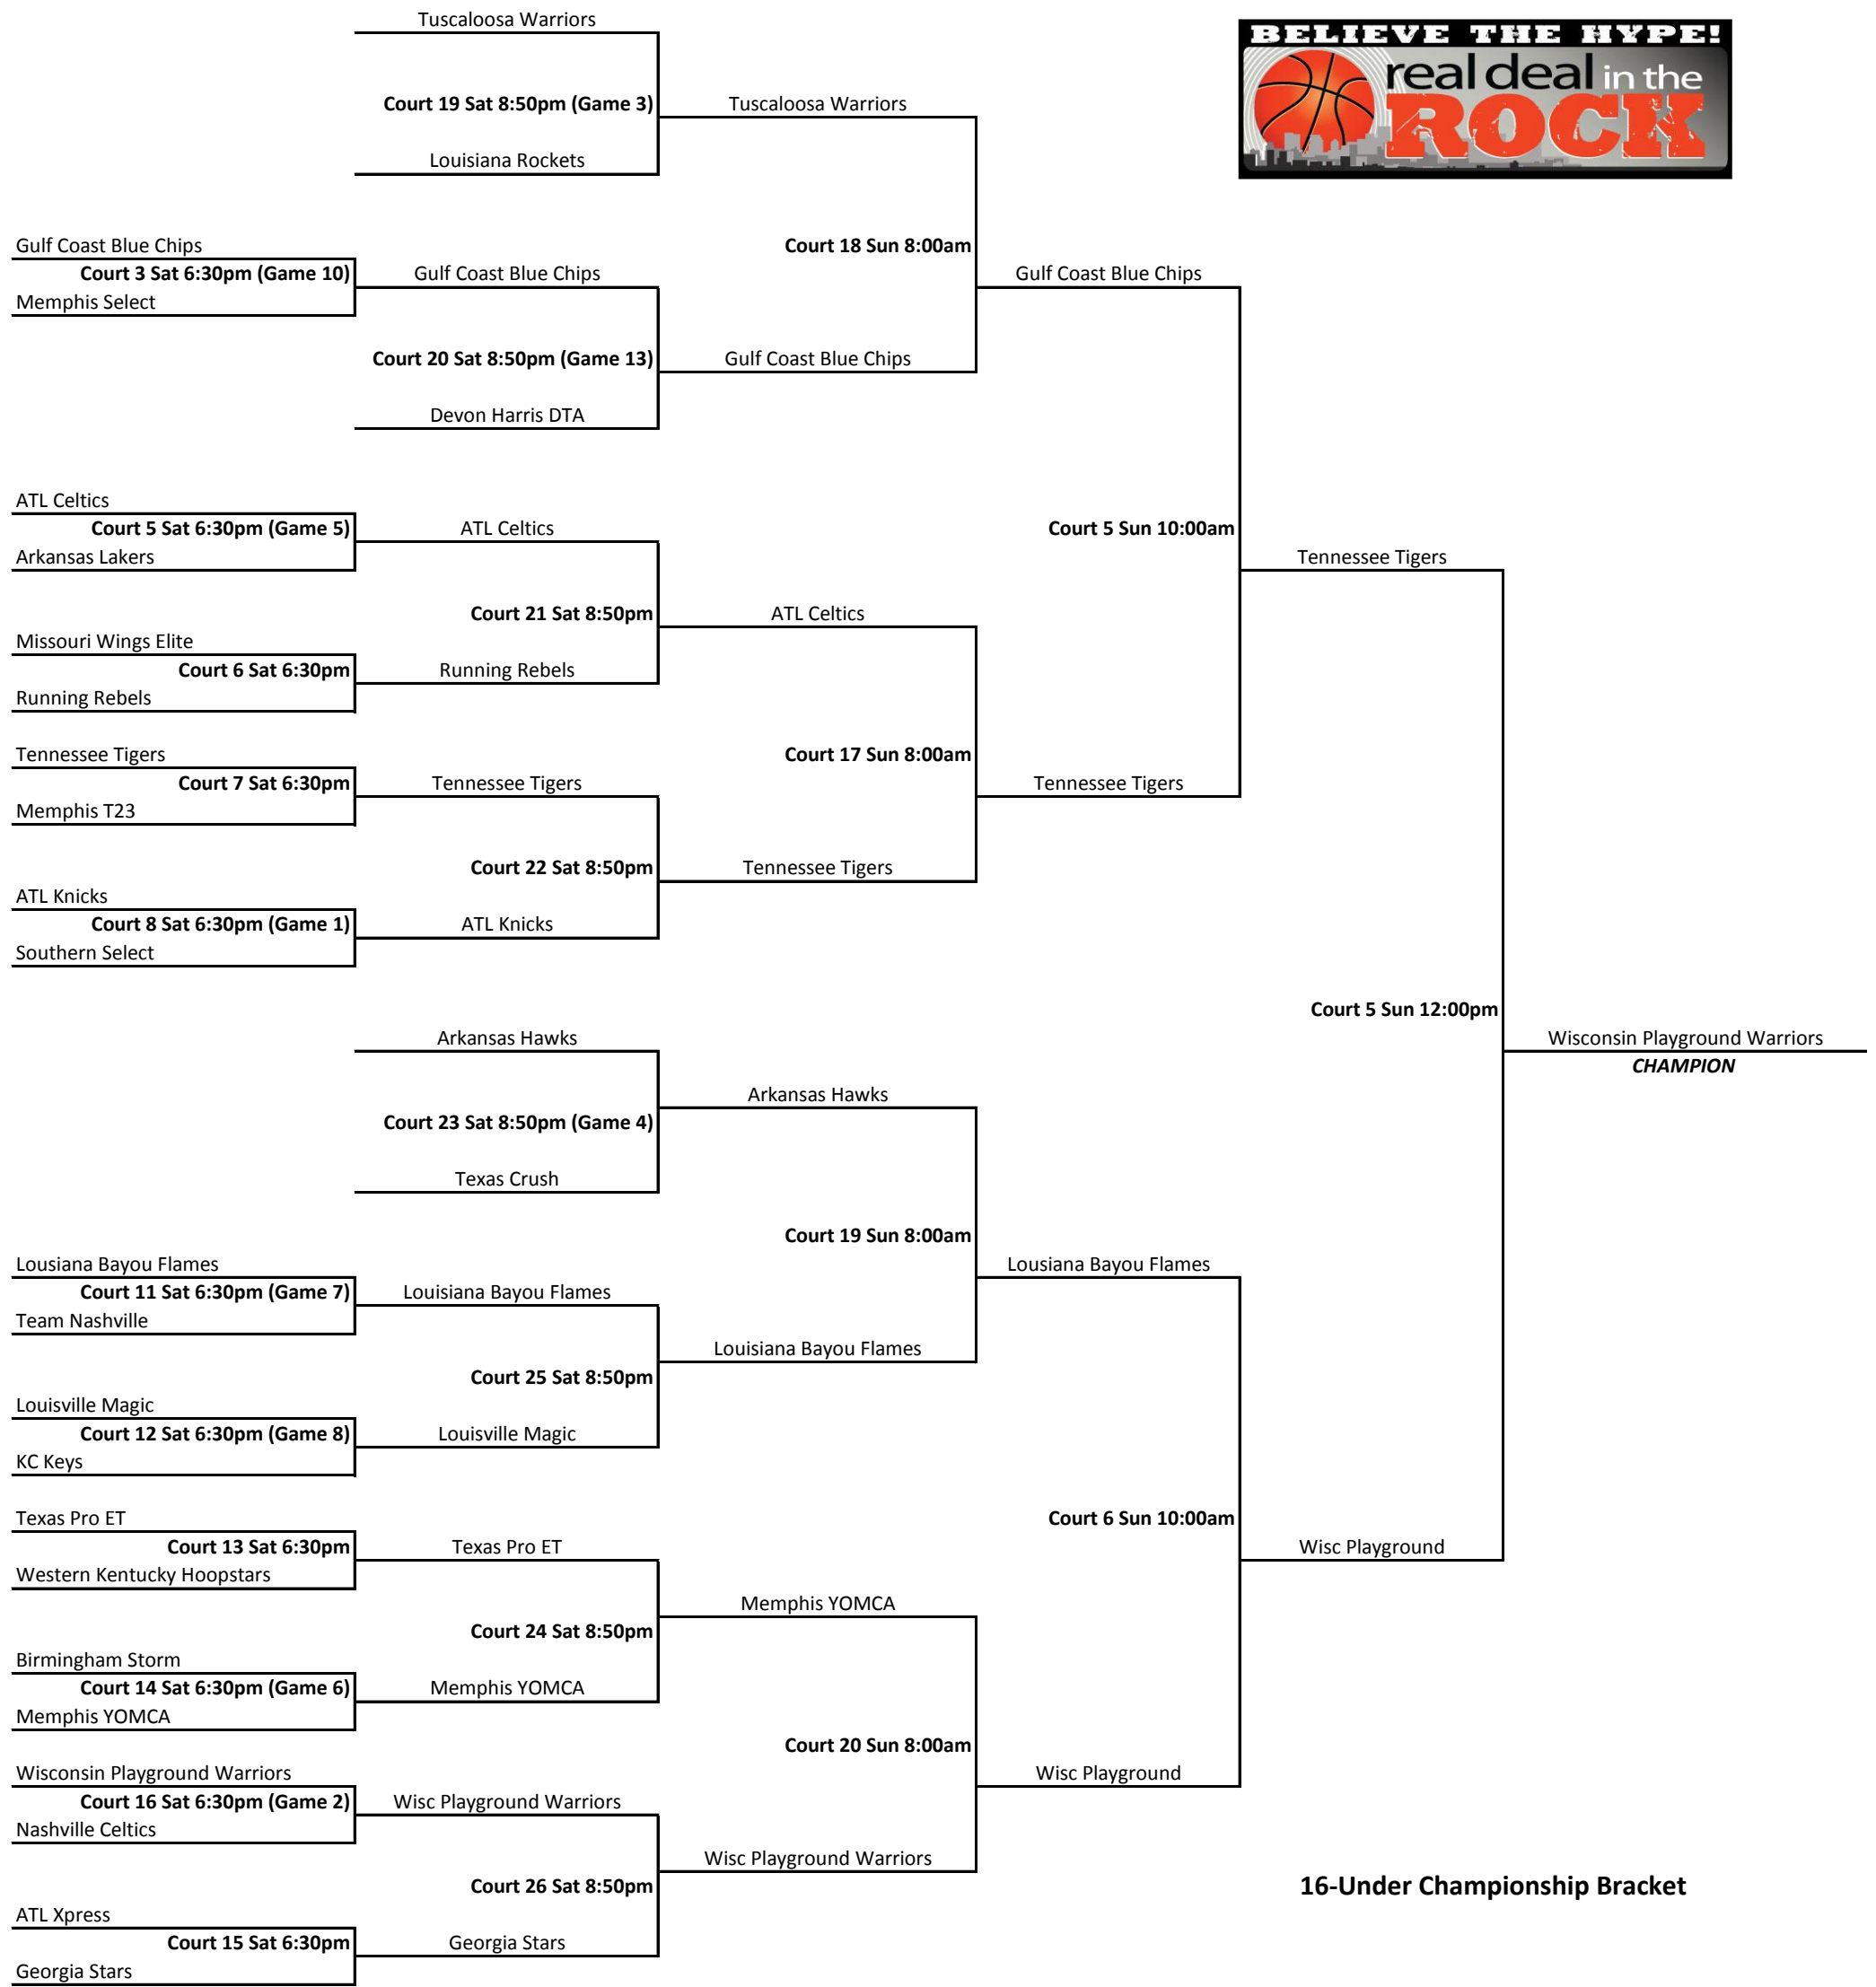 Tuscaloosa Warriors
BELIEVE THE HYPE!
real deal in the
ROCK
Court 19 Sat 8:50pm (Game 3)
Tuscaloosa Warriors
Louisiana Rockets
Gulf Coast Blue Chips
Court 18 Sun 8:00am
Court 3 Sat 6:30pm (Game 10)
Gulf Coast Blue Chips
Gulf Coast Blue Chips
Memphis Select
Court 20 Sat 8:50pm (Game 13)
Gulf Coast Blue Chips
Devon Harris DTA
ATL Celtics
Court 5 Sat 6:30pm (Game 5)
ATL Celtics
Court 5 Sun 10:00am
Arkansas Lakers
Tennessee Tigers
Court 21 Sat 8:50pm
ATL Celtics
Missouri Wings Elite
Court 6 Sat 6:30pm
Running Rebels
Running Rebels
Tennessee Tigers
Court 17 Sun 8:00am
Court 7 Sat 6:30pm
Tennessee Tigers
Tennessee Tigers
Memphis T23
Court 22 Sat 8:50pm
Tennessee Tigers
ATL Knicks
Court 8 Sat 6:30pm (Game 1)
ATL Knicks
Southern Select
Court 5 Sun 12:00pm
Arkansas Hawks
Wisconsin Playground Warriors
CHAMPION
Arkansas Hawks
Court 23 Sat 8:50pm (Game 4)
Texas Crush
Court 19 Sun 8:00am
Lousiana Bayou Flames
Lousiana Bayou Flames
Court 11 Sat 6:30pm (Game 7)
Louisiana Bayou Flames
Team Nashville
Louisiana Bayou Flames
Court 25 Sat 8:50pm
Louisville Magic
Court 12 Sat 6:30pm (Game 8)
Louisville Magic
KC Keys
Texas Pro ET
Court 6 Sun 10:00am
Court 13 Sat 6:30pm
Texas Pro ET
Wisc Playground
Western Kentucky Hoopstars
Memphis YOMCA
Court 24 Sat 8:50pm
Birmingham Storm
Court 14 Sat 6:30pm (Game 6)
Memphis YOMCA
Memphis YOMCA
Court 20 Sun 8:00am
Wisconsin Playground Warriors
Wisc Playground
Court 16 Sat 6:30pm (Game 2)
Wisc Playground Warriors
Nashville Celtics
Wisc Playground Warriors
Court 26 Sat 8:50pm
16-Under Championship Bracket
ATL Xpress
Court 15 Sat 6:30pm
Georgia Stars
Georgia Stars